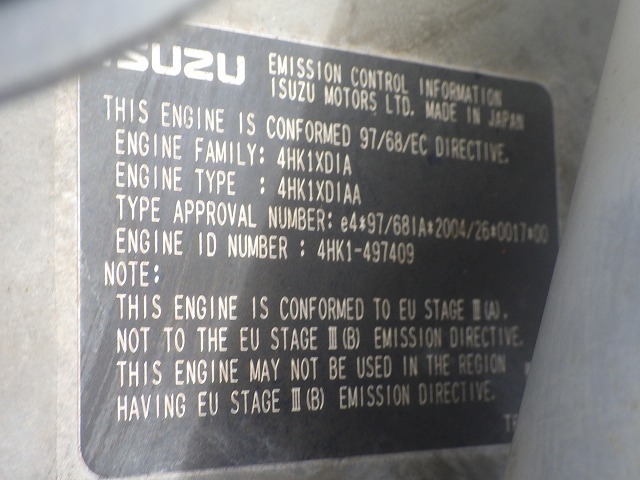 ISUZU
EMISSION CONTROL INFORMATION
ISUZU MOTORS LTD. MADE IN JAPAN
THIS ENGINE IS CONFORMED 97/68/EC DIRECTIVE.
ENGINE FAMILY: 4HK1XDIA
ENGINE TYPE : 4HK1XDIAA
TYPE APPROVAL NUMBER: e4*97/68IA*2004/26*0017*00
ENGINE ID NUMBER : 4HK1-497409
NOTE:
THIS ENGINE IS CONFORMED TO EU STAGE Ⅲ(A).
NOT TO THE EU STAGE Ⅲ(B) EMISSION DIRECTIVE.
THIS ENGINE MAY NOT BE USED IN THE REGION
HAVING EU STAGE Ⅲ(B) EMISSION DIRECTIVE.